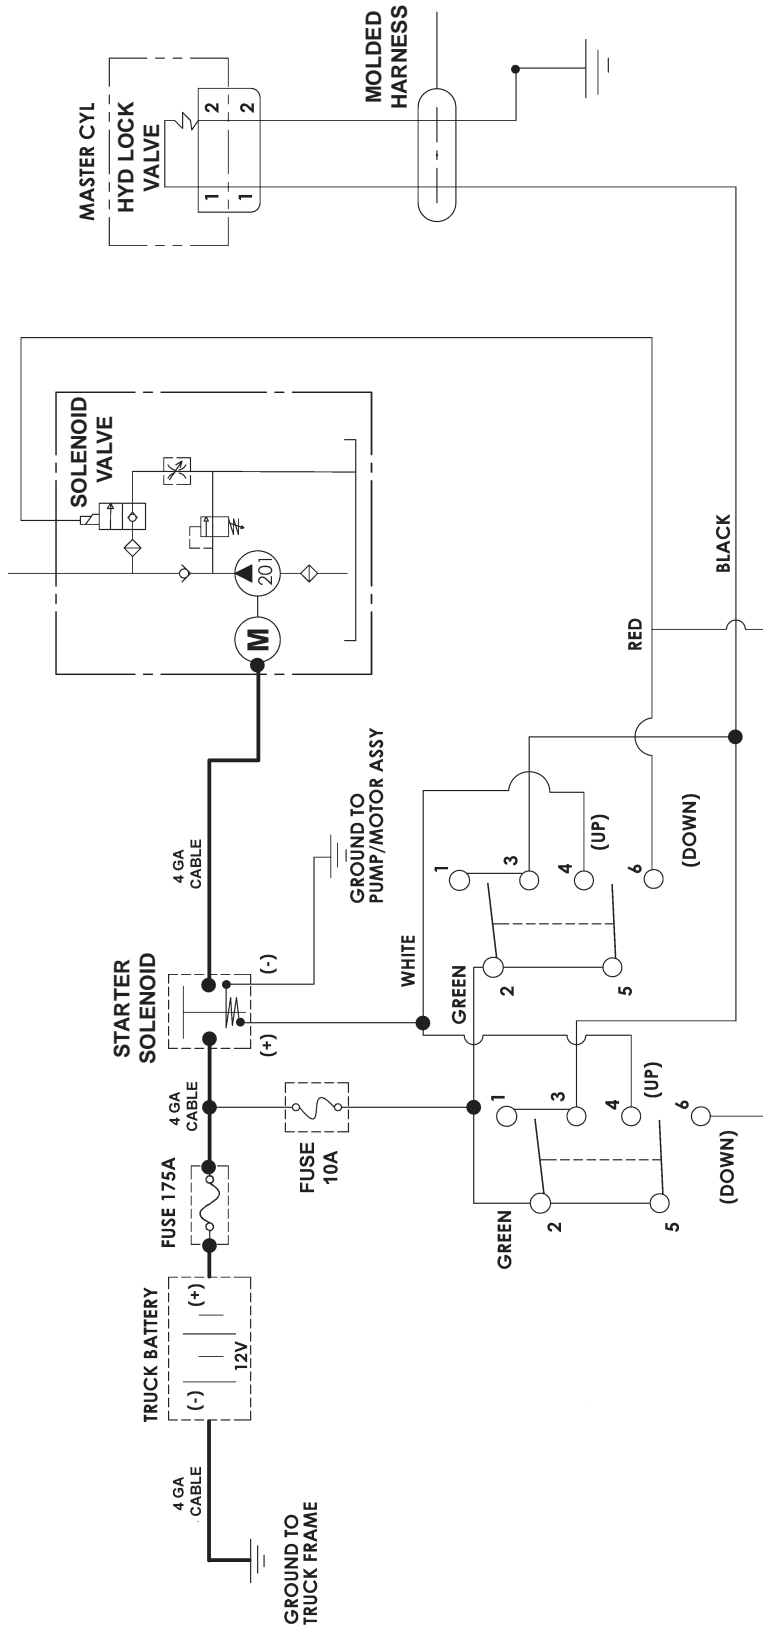 MASTER CYL
HYD LOCK
VALVE
1
2
1
2
MOLDED
HARNESS
SOLENOID
VALVE
M
201
BLACK
RED
4 GA
CABLE
GROUND TO
PUMP/MOTOR ASSY
STARTER
SOLENOID
(-)
(+)
WHITE
GREEN
1
3
4
(UP)
6
(DOWN)
2
5
4 GA
CABLE
FUSE 175A
FUSE
10A
GREEN
1
3
4
(UP)
6
(DOWN)
2
5
TRUCK BATTERY
(+)
(-)
12V
4 GA
CABLE
GROUND TO
TRUCK FRAME